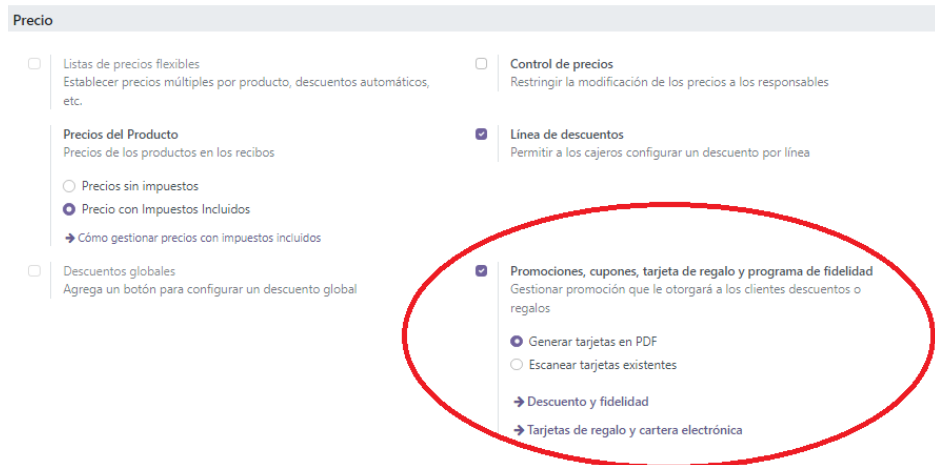 Precio
Listas de precios flexibles
Establecer precios múltiples por producto, descuentos automáticos,
etc.
Control de precios
Restringir la modificación de los precios a los responsables
Precios del Producto
Precios de los productos en los recibos
Precios sin impuestos
Precio con Impuestos Incluidos
Cómo gestionar precios con impuestos incluidos
Línea de descuentos
Permitir a los cajeros configurar un descuento por línea
Descuentos globales
Agrega un botón para configurar un descuento global
Promociones, cupones, tarjeta de regalo y programa de fidelidad
Gestionar promoción que le otorgará a los clientes descuentos o
regalos
Generar tarjetas en PDF
Escanear tarjetas existentes
Descuento y fidelidad
Tarjetas de regalo y cartera electrónica